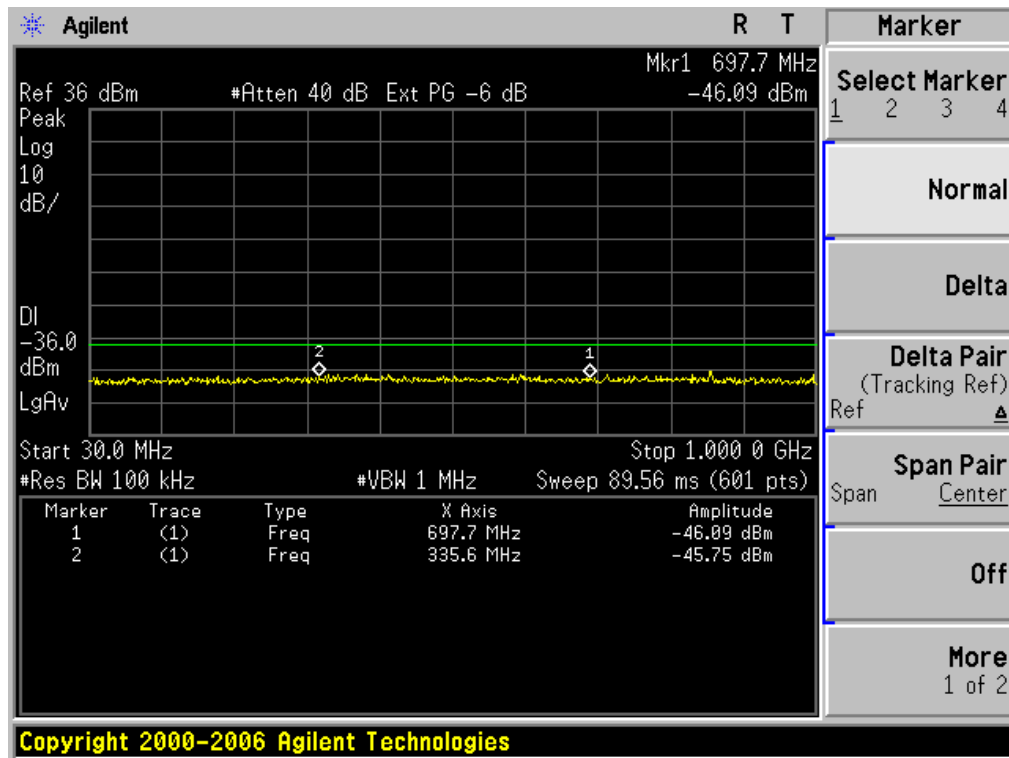 Agilent R T
Mkr1 697.7 MHz
Ref 36 dBm #Atten 40 dB Ext PG -6 dB -46.09 dBm
Peak
Log
10
dB/
DI
-36.0
dBm
LgAv
2
1
Start 30.0 MHz Stop 1.000 0 GHz
#Res BW 100 kHz #VBW 1 MHz Sweep 89.56 ms (601 pts)
Marker Trace Type X Axis Amplitude
1 (1) Freq 697.7 MHz -46.09 dBm
2 (1) Freq 335.6 MHz -45.75 dBm
Marker
Select Marker
1 2 3 4
Normal
Delta
Delta Pair
(Tracking Ref)
Ref Δ
Span Pair
Span Center
Off
More
1 of 2
Copyright 2000-2006 Agilent Technologies